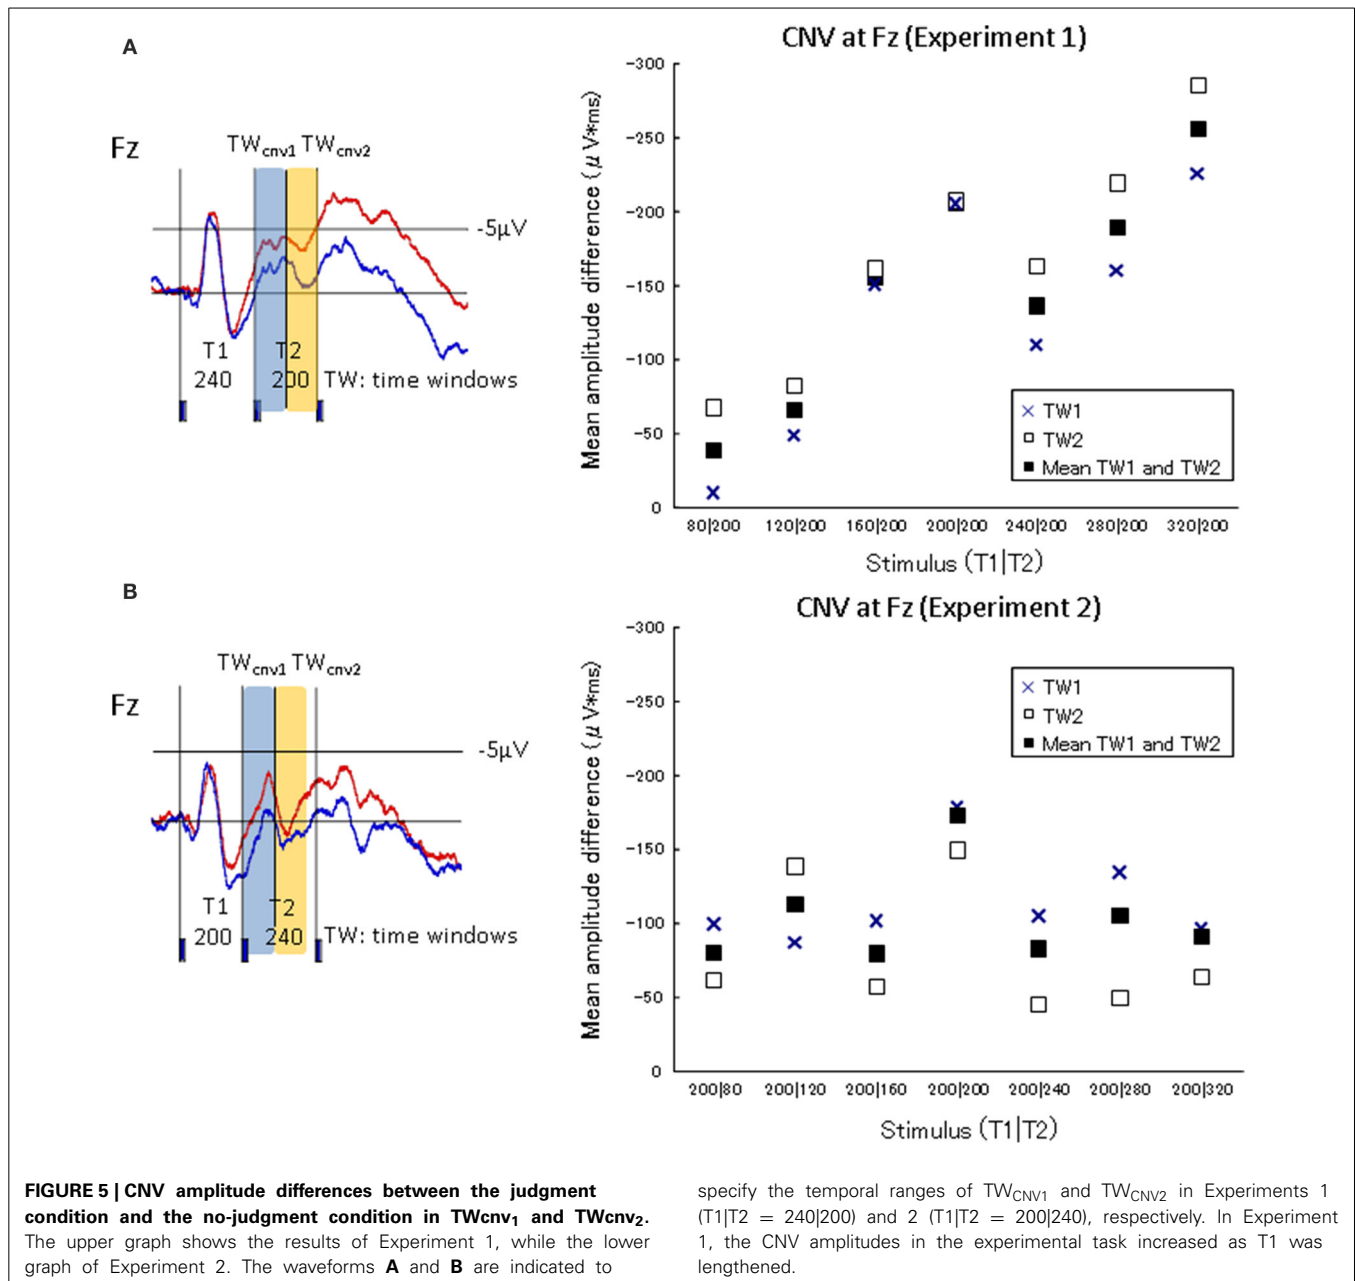 A
CNV at Fz (Experiment 1)
Fz
TWcnv1 TWcnv2
-5μV
T1
240
T2
200
TW: time windows
Mean amplitude difference (μV*ms)
-300
-250
-200
-150
-100
-50
0
× TW1
□ TW2
■ Mean TW1 and TW2
80|200 120|200 160|200 200|200 240|200 280|200 320|200
Stimulus (T1|T2)
B
CNV at Fz (Experiment 2)
Fz
TWcnv1 TWcnv2
-5μV
T1
200
T2
240
TW: time windows
Mean amplitude difference (μV*ms)
-300
-250
-200
-150
-100
-50
0
× TW1
□ TW2
■ Mean TW1 and TW2
200|80 200|120 200|160 200|200 200|240 200|280 200|320
Stimulus (T1|T2)
FIGURE 5 | CNV amplitude differences between the judgment
condition and the no-judgment condition in TWcnv1 and TWcnv2.
The upper graph shows the results of Experiment 1, while the lower
graph of Experiment 2. The waveforms A and B are indicated to
specify the temporal ranges of TWCNV1 and TWCNV2 in Experiments 1
(T1|T2 = 240|200) and 2 (T1|T2 = 200|240), respectively. In Experiment
1, the CNV amplitudes in the experimental task increased as T1 was
lengthened.